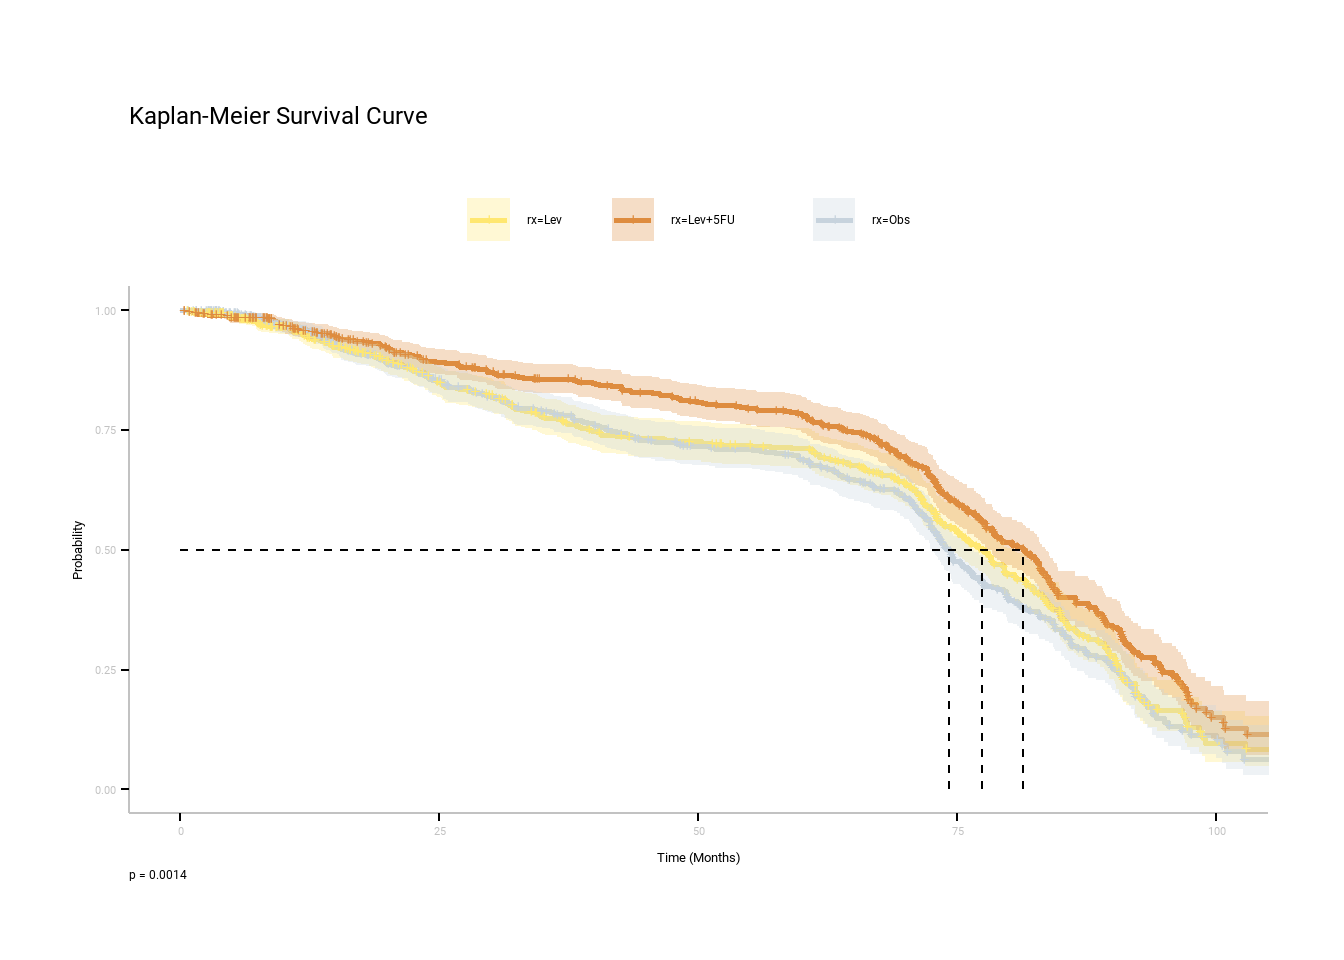 Kaplan-Meier Survival Curve
rx=Lev
rx=Lev+5FU
rx=Obs
1.00
0.75
0.50
0.25
0.00
Probability
0
25
50
75
100
Time (Months)
p = 0.0014